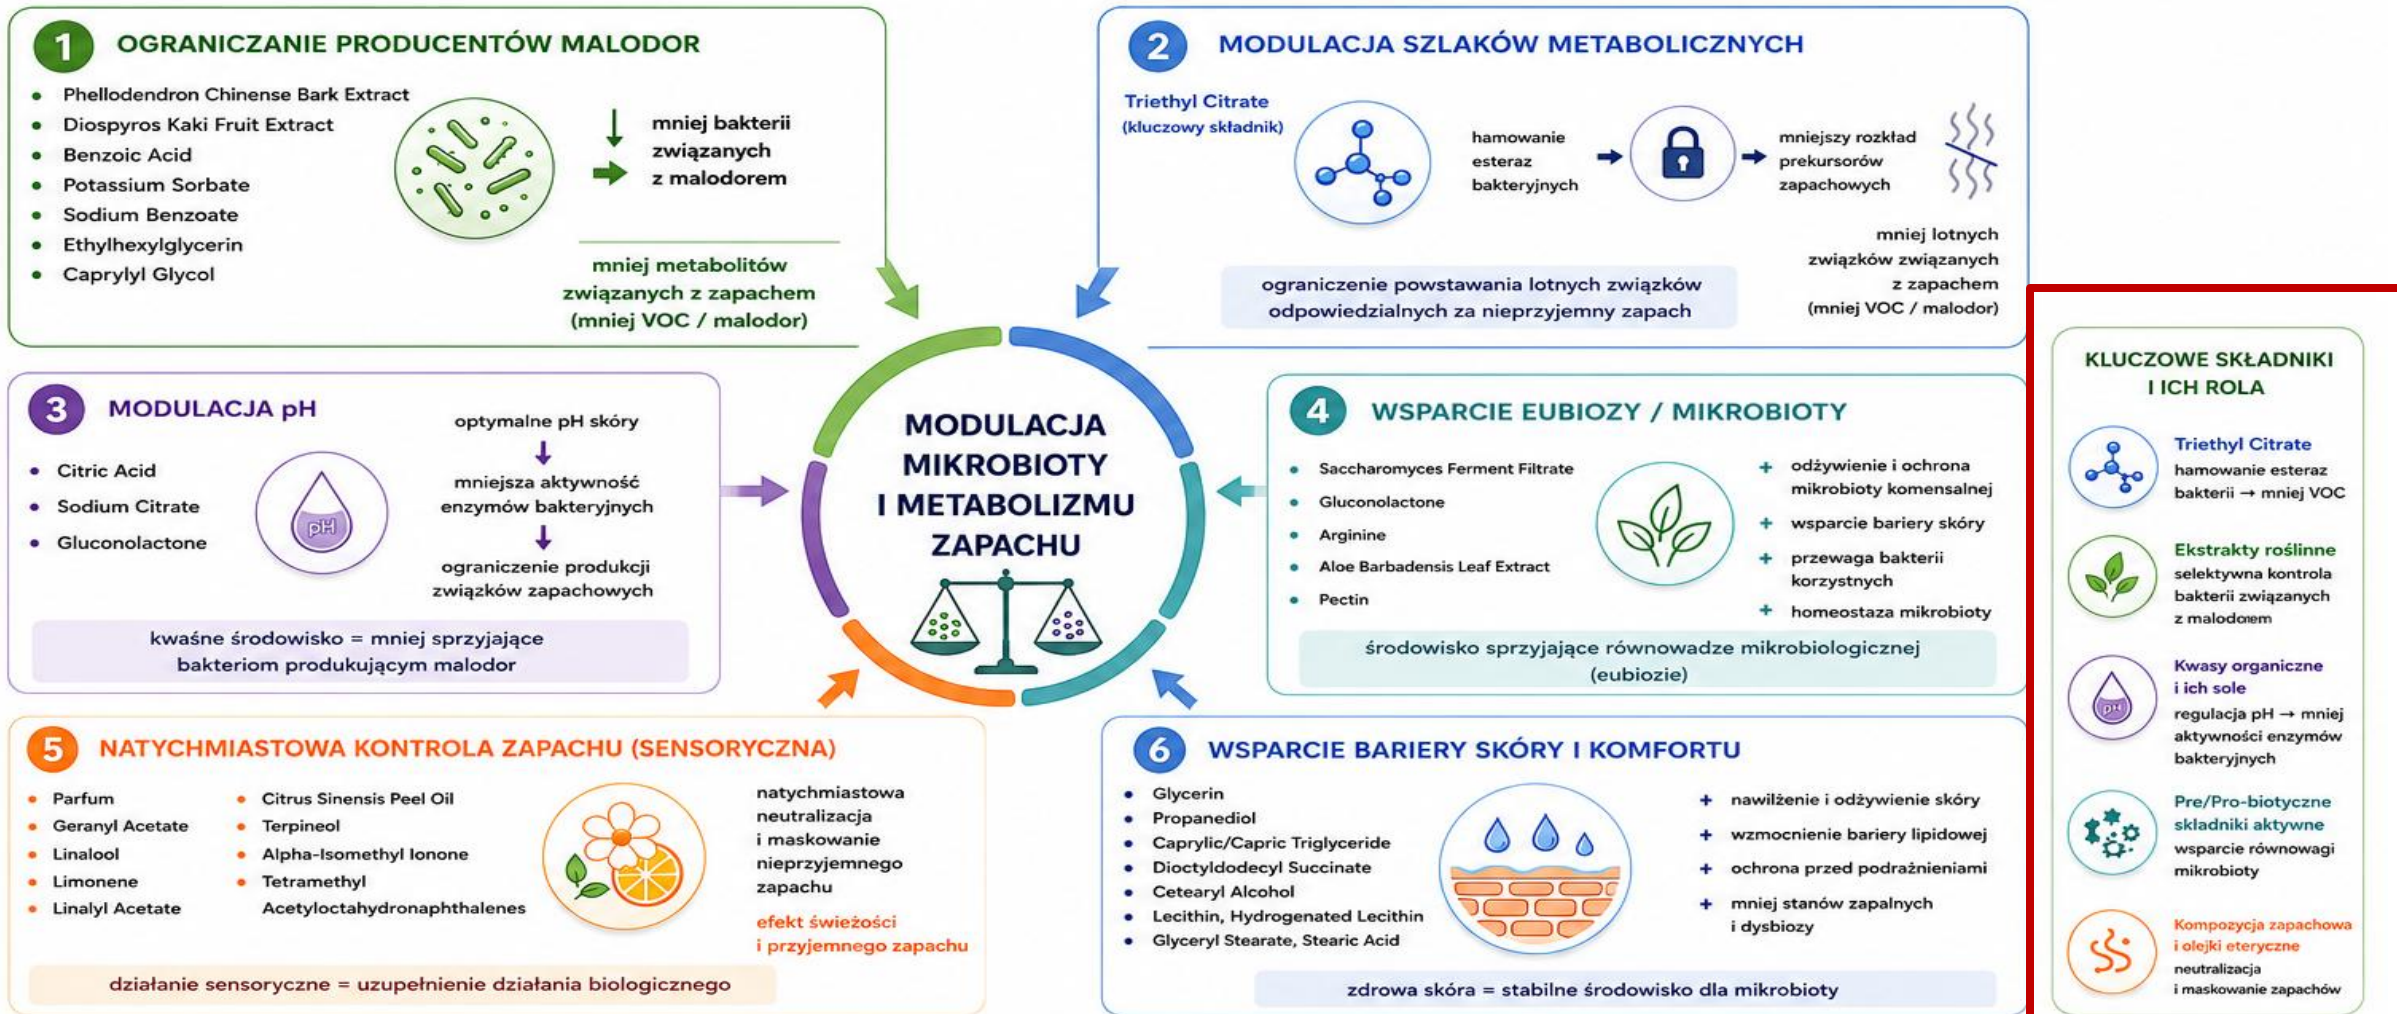 1 OGRANICZANIE PRODUCENTÓW MALODOR
• Phellodendron Chinense Bark Extract
• Diospyros Kaki Fruit Extract
• Benzoic Acid
• Potassium Sorbate
• Sodium Benzoate
• Ethylhexylglycerin
• Caprylyl Glycol
mniej bakterii
związanych
z malodorem
mniej metabolitów
związanych z zapachem
(mniej VOC / malodor)
2 MODULACJA SZLAKÓW METABOLICZNYCH
Triethyl Citrate
(kluczowy składnik)
hamowanie
esteraz
bakteryjnych
mniejszy rozkład
prekursorów
zapachowych
mniej lotnych
związków związanych
z zapachem
(mniej VOC / malodor)
ograniczenie powstawania lotnych związków
odpowiedzialnych za nieprzyjemny zapach
3 MODULACJA pH
• Citric Acid
• Sodium Citrate
• Gluconolactone
pH
optymalne pH skóry
mniejsza aktywność
enzymów bakteryjnych
ograniczenie produkcji
związków zapachowych
kwaśne środowisko = mniej sprzyjające
bakteriom produkującym malodor
MODULACJA
MIKROBIOTY
I METABOLIZMU
ZAPACHU
4 WSPARCIE EUBIOZY / MIKROBIOTY
• Saccharomyces Ferment Filtrate
• Gluconolactone
• Arginine
• Aloe Barbadensis Leaf Extract
• Pectin
+ odżywienie i ochrona
mikrobioty komensalnej
+ wsparcie bariery skóry
+ przewaga bakterii
korzystnych
+ homeostaza mikrobioty
środowisko sprzyjające równowadze mikrobiologicznej
(eubiozie)
5 NATYCHMIASTOWA KONTROLA ZAPACHU (SENSORYCZNA)
• Parfum
• Geranyl Acetate
• Linalool
• Limonene
• Linalyl Acetate
• Citrus Sinensis Peel Oil
• Terpineol
• Alpha-Isomethyl Ionone
• Tetramethyl
Acetyloctahydronaphthalenes
natychmiastowa
neutralizacja
i maskowanie
nieprzyjemnego
zapachu
efekt świeżości
i przyjemnego zapachu
działanie sensoryczne = uzupełnienie działania biologicznego
6 WSPARCIE BARIERY SKÓRY I KOMFORTU
• Glycerin
• Propanediol
• Caprylic/Capric Triglyceride
• Dioctyldodecyl Succinate
• Cetearyl Alcohol
• Lecithin, Hydrogenated Lecithin
• Glyceryl Stearate, Stearic Acid
+ nawilżenie i odżywienie skóry
+ wzmocnienie bariery lipidowej
+ ochrona przed podrażnieniami
+ mniej stanów zapalnych
i dysbiozy
zdrowa skóra = stabilne środowisko dla mikrobioty
KLUCZOWE SKŁADNIKI
I ICH ROLA
Triethyl Citrate
hamowanie esteraz
bakterii → mniej VOC
Ekstrakty roślinne
selektywna kontrola
bakterii związanych
z malodorem
pH
Kwasy organiczne
i ich sole
regulacja pH → mniej
aktywności enzymów
bakteryjnych
Pre/Pro-biotyczne
składniki aktywne
wsparcie równowagi
mikrobioty
Kompozycja zapachowa
i olejki eteryczne
neutralizacja
i maskowanie zapachów